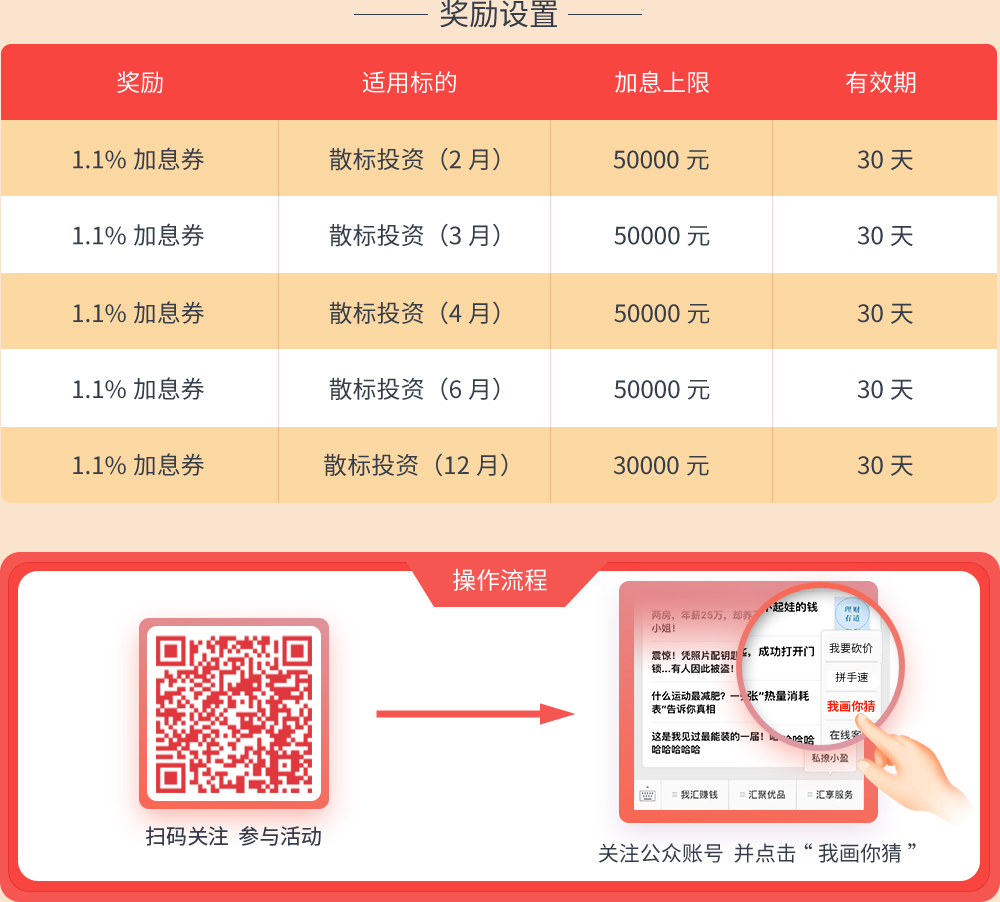 奖励设置
奖励 适用标的 加息上限 有效期
1.1% 加息券 散标投资（2 月） 50000 元 30 天
1.1% 加息券 散标投资（3 月） 50000 元 30 天
1.1% 加息券 散标投资（4 月） 50000 元 30 天
1.1% 加息券 散标投资（6 月） 50000 元 30 天
1.1% 加息券 散标投资（12 月） 30000 元 30 天
操作流程
扫码关注 参与活动
两房，年薪25万，却养
起娃的钱
小姐！
理财
有道
震惊！凭照片配钥匙
，成功打开门
锁...有人因此被盗！
什么运动最减肥？一
张“热量消耗
表”告诉你真相
这是我见过最能装的一届！
哈哈哈
哈哈哈哈哈
我要砍价
拼手速
我画你猜
在线客
私撩小盈
我汇赚钱
汇聚优品
汇享服务
关注公众账号 并点击“我画你猜”